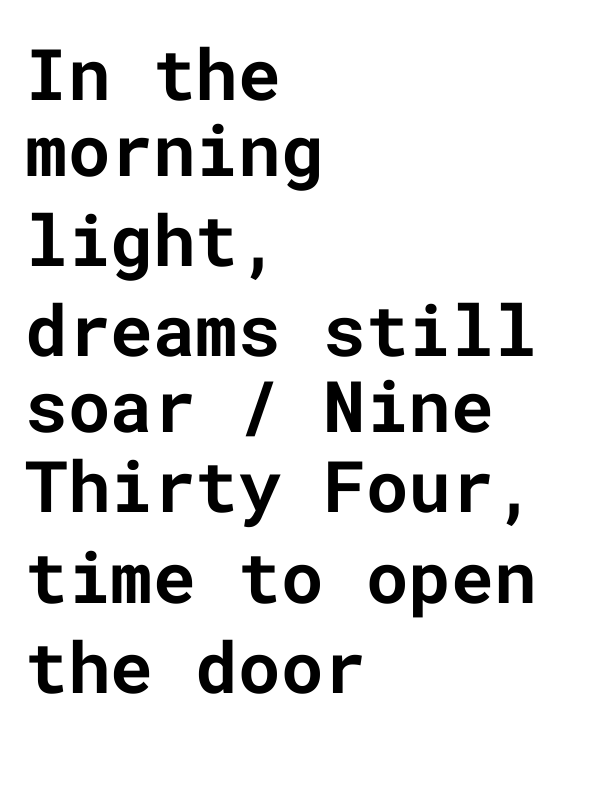 In the
morning
light,
dreams still
soar / Nine
Thirty Four,
time to open
the door